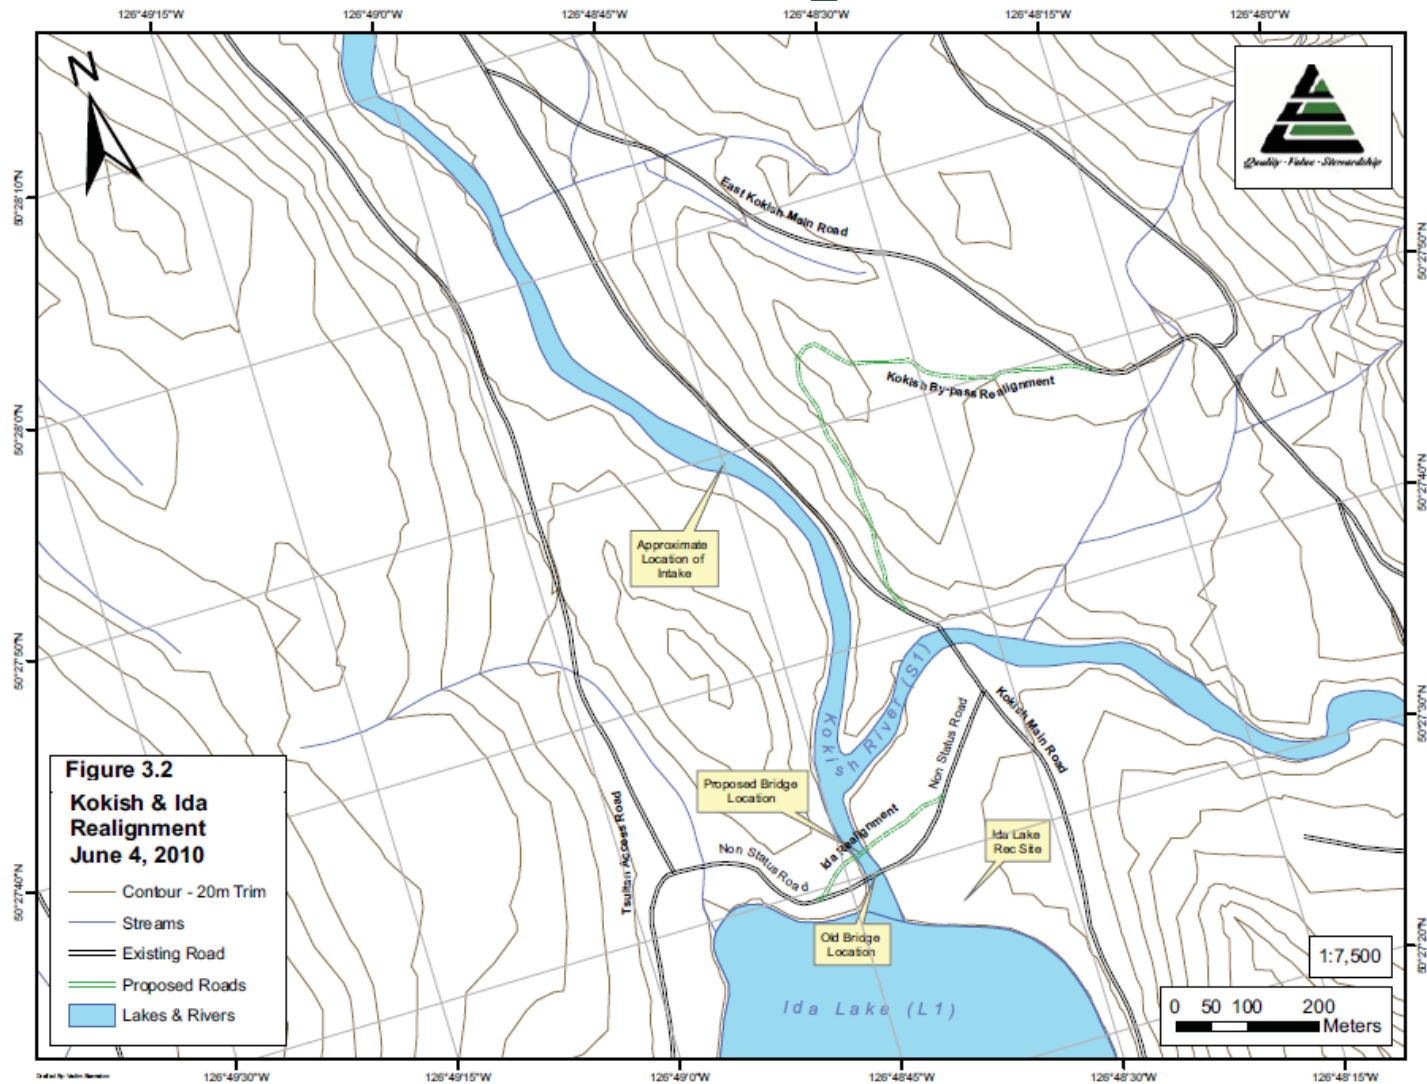 126°49'15"W
126°49'0"W
126°48'45"W
126°48'30"W
126°48'15"W
126°48'0"W
N
Quality - Value - Stewardship
50°28'10"N
50°28'0"N
50°27'50"N
50°27'40"N
50°27'50"N
50°27'40"N
50°27'30"N
50°27'20"N
East Kokish Main Road
Kokish By-pass Realignment
Approximate
Location of
Intake
Kokish River (S1)
Kokish Main Road
Non Status Road
Proposed Bridge
Location
Ida Realignment
Ida Lake
Rec Site
Tsultan Access Road
Non Status Road
Old Bridge
Location
Ida Lake (L1)
Figure 3.2
Kokish & Ida
Realignment
June 4, 2010
Contour - 20m Trim
Streams
Existing Road
Proposed Roads
Lakes & Rivers
1:7,500
0 50 100 200
Meters
126°49'30"W
126°49'15"W
126°49'0"W
126°48'45"W
126°48'30"W
126°48'15"W